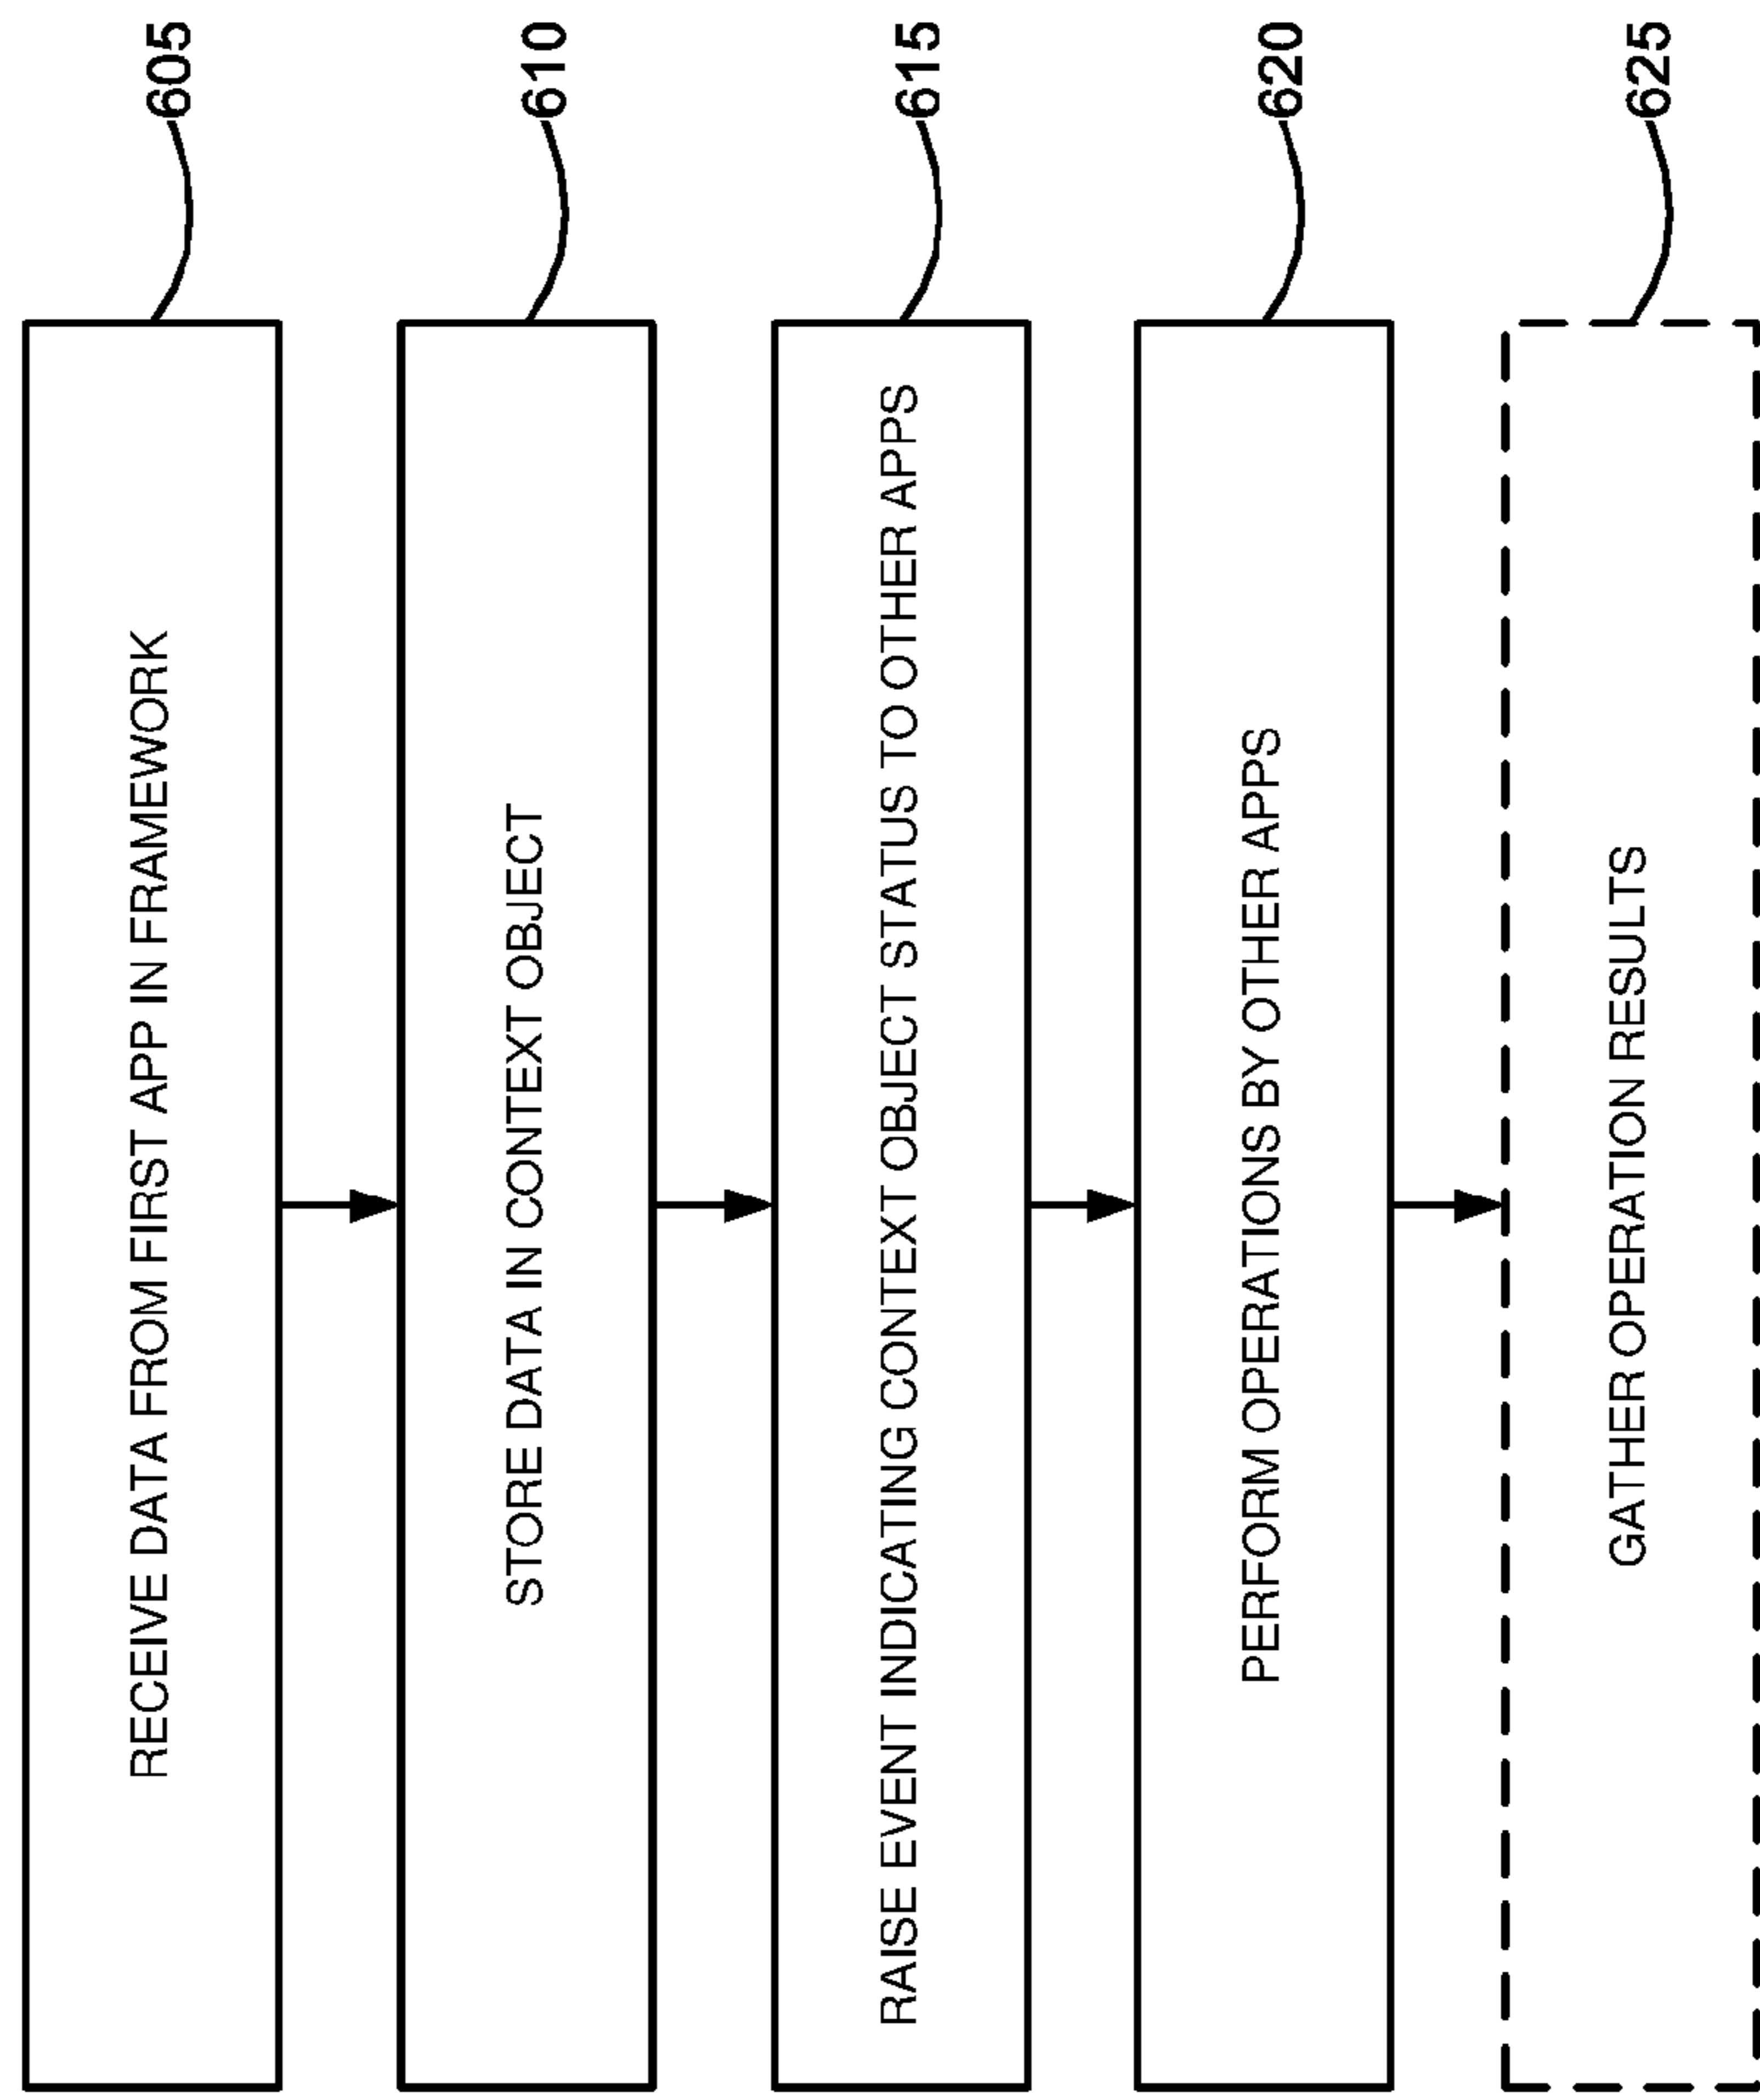 RECEIVE DATA FROM FIRST APP IN FRAMEWORK
605
STORE DATA IN CONTEXT OBJECT
610
RAISE EVENT INDICATING CONTEXT OBJECT STATUS TO OTHER APPS
615
PERFORM OPERATIONS BY OTHER APPS
620
GATHER OPERATION RESULTS
625